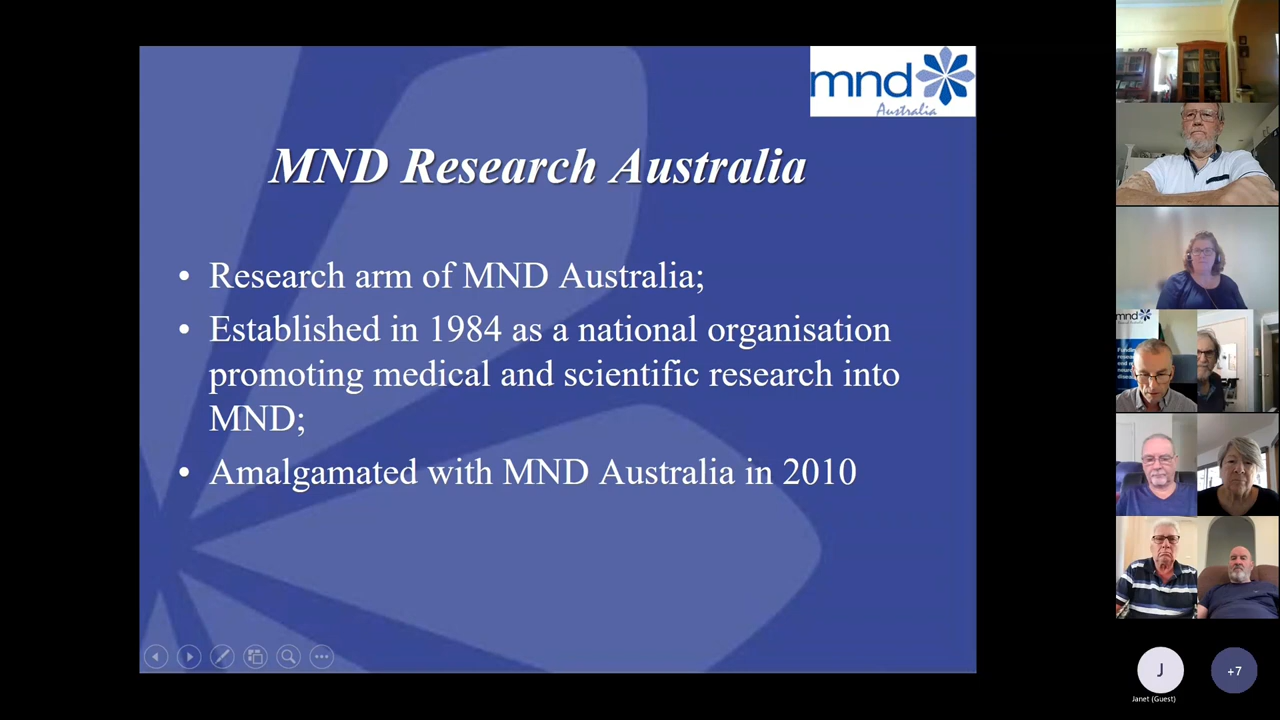 mnd
Australia
MND Research Australia
• Research arm of MND Australia;
• Established in 1984 as a national organisation
promoting medical and scientific research into
MND;
• Amalgamated with MND Australia in 2010
mnd
J
Janet (Guest)
+7